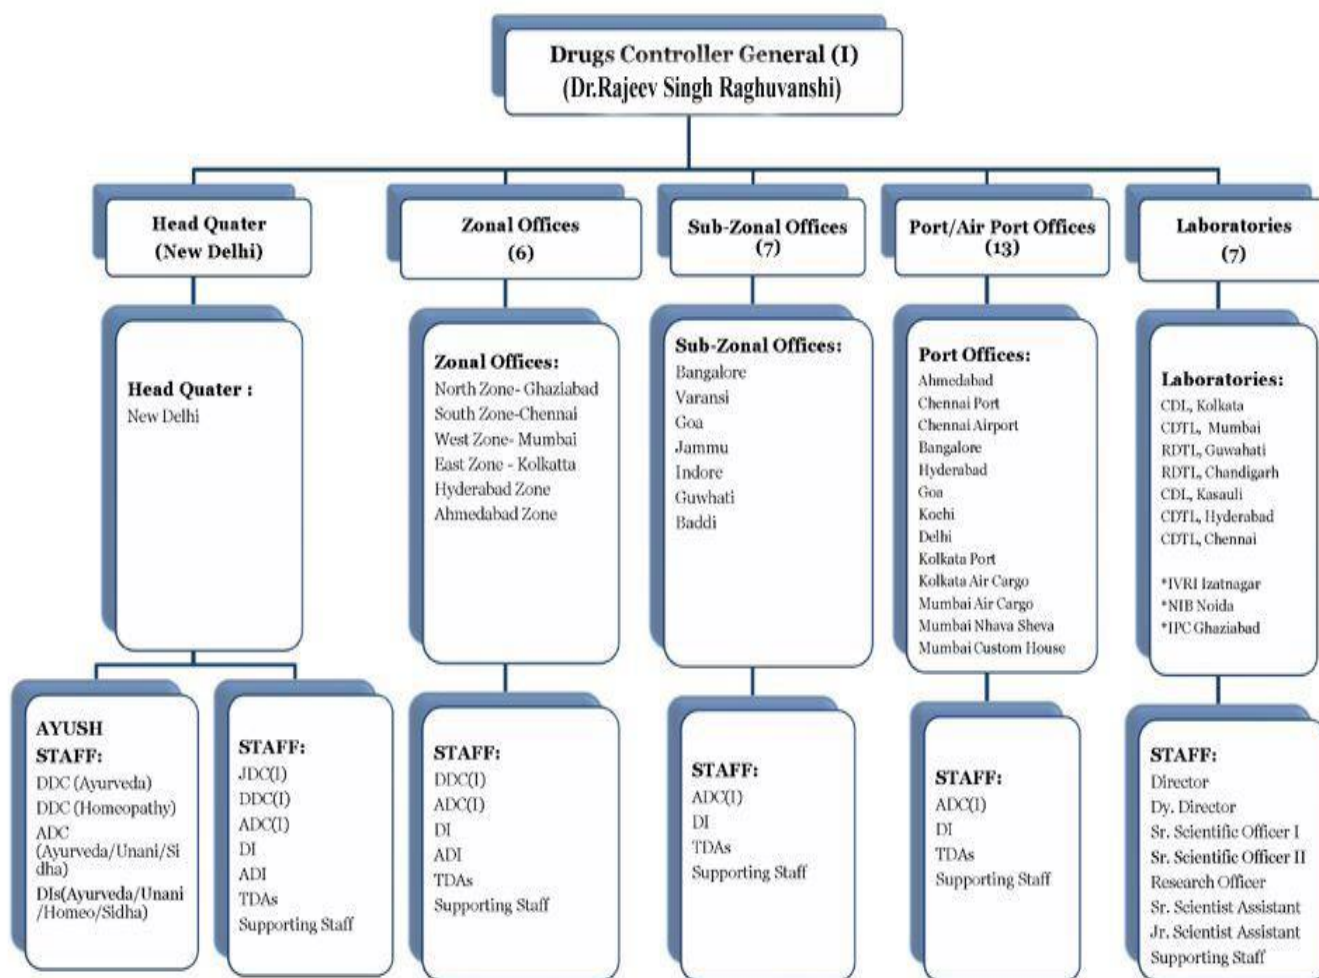 Drugs Controller General (I)
(Dr.Rajeev Singh Raghuvanshi)
Head Quater
(New Delhi)
Zonal Offices
(6)
Sub-Zonal Offices
(7)
Port/Air Port Offices
(13)
Laboratories
(7)
Head Quater :
New Delhi
Zonal Offices:
North Zone- Ghaziabad
South Zone-Chennai
West Zone- Mumbai
East Zone - Kolkatta
Hyderabad Zone
Ahmedabad Zone
Sub-Zonal Offices:
Bangalore
Varansi
Goa
Jammu
Indore
Guwhati
Baddi
Port Offices:
Ahmedabad
Chennai Port
Chennai Airport
Bangalore
Hyderabad
Goa
Kochi
Delhi
Kolkata Port
Kolkata Air Cargo
Mumbai Air Cargo
Mumbai Nhava Sheva
Mumbai Custom House
Laboratories:
CDL, Kolkata
CDTL, Mumbai
RDTL, Guwahati
RDTL, Chandigarh
CDL, Kasauli
CDTL, Hyderabad
CDTL, Chennai
*IVRI Izatnagar
*NIB Noida
*IPC Ghaziabad
AYUSH
STAFF:
DDC (Ayurveda)
DDC (Homeopathy)
ADC
(Ayurveda/Unani/Si
dha)
DIs(Ayurveda/Unani
/Homeo/Sidha)
STAFF:
JDC(I)
DDC(I)
ADC(I)
DI
ADI
TDAs
Supporting Staff
STAFF:
DDC(I)
ADC(I)
DI
ADI
TDAs
Supporting Staff
STAFF:
ADC(I)
DI
TDAs
Supporting Staff
STAFF:
ADC(I)
DI
TDAs
Supporting Staff
STAFF:
Director
Dy. Director
Sr. Scientific Officer I
Sr. Scientific Officer II
Research Officer
Sr. Scientist Assistant
Jr. Scientist Assistant
Supporting Staff